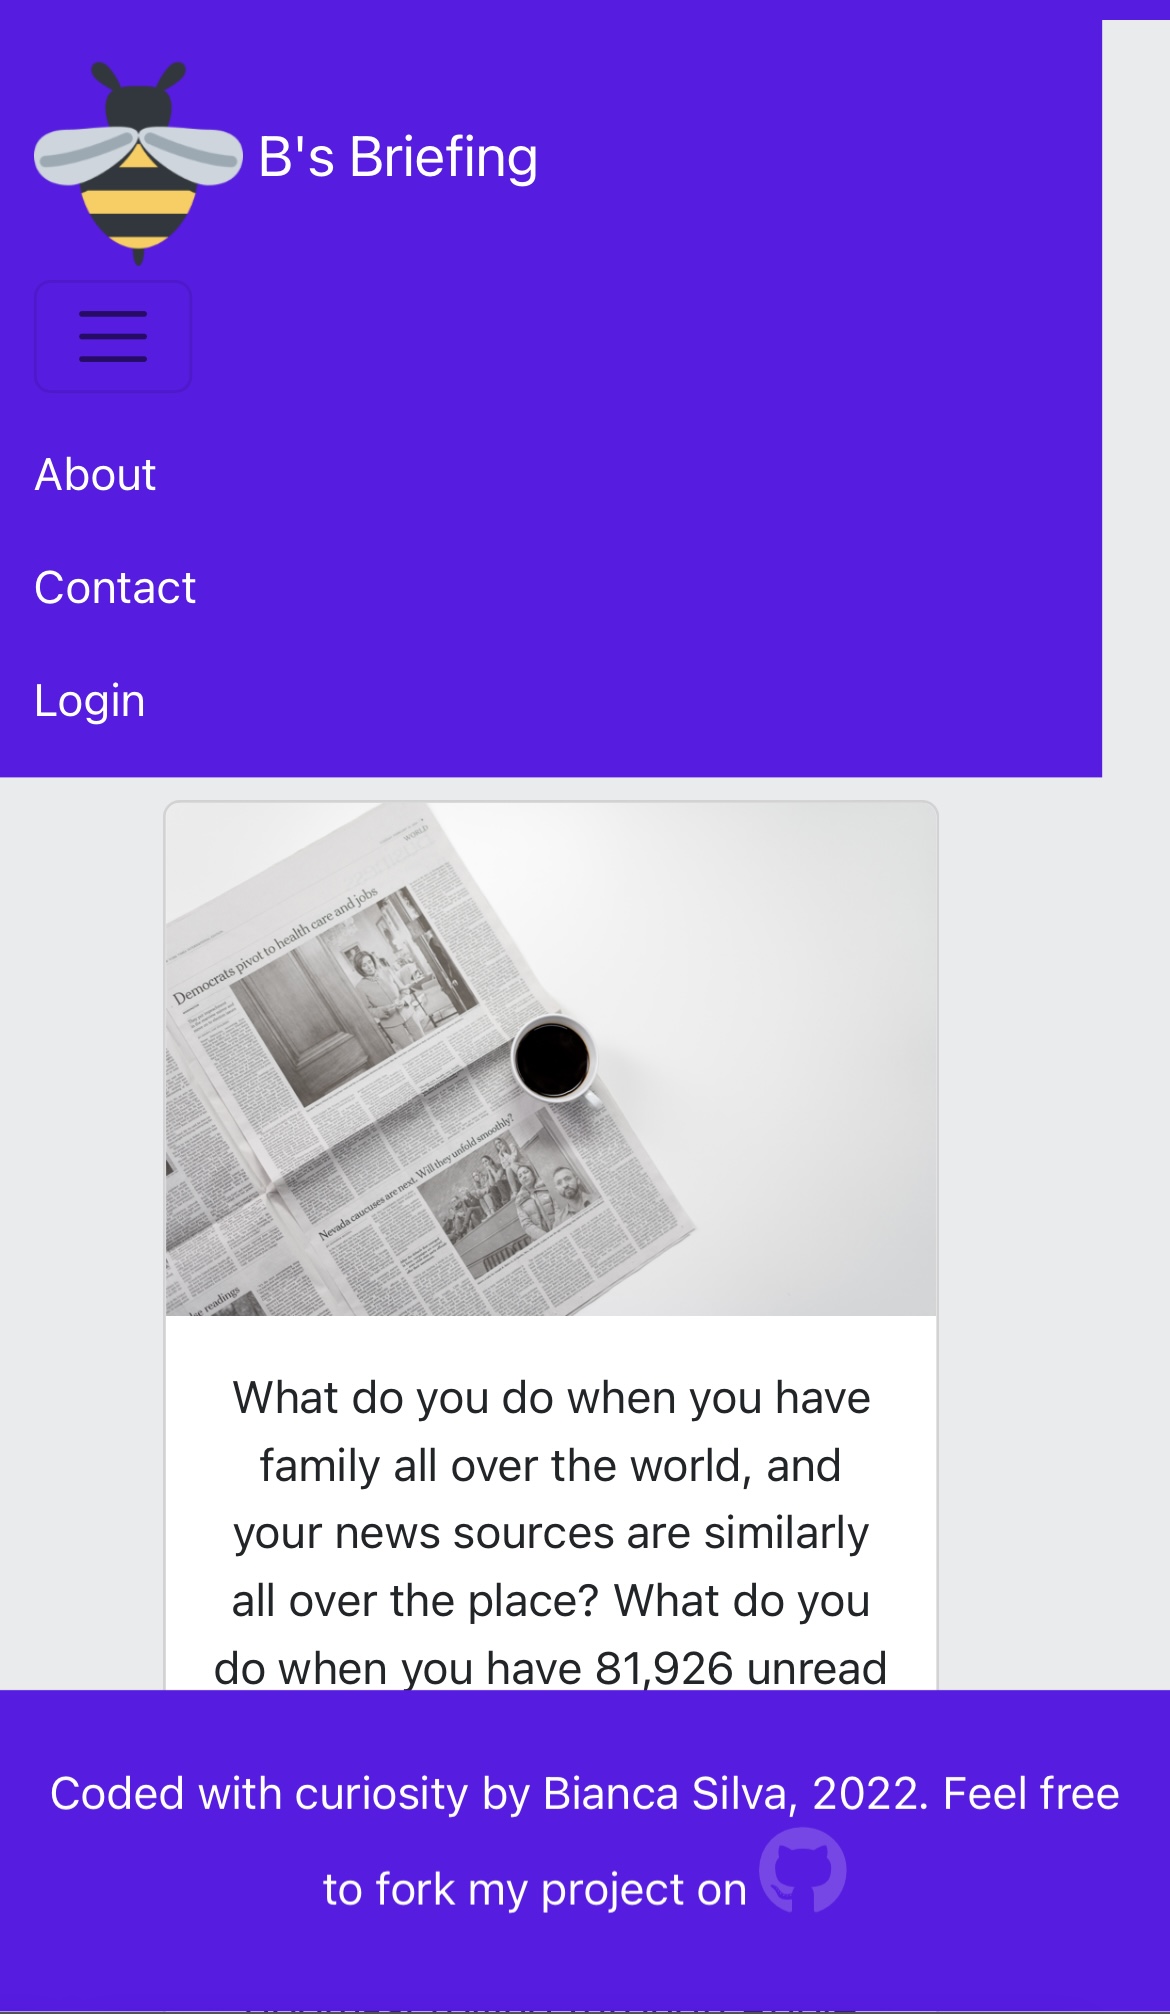 B's Briefing
About
Contact
Login
WORLD
Democrats pivot to health care and jobs
Nevada caucuses are next. Will they unfold smoothly?
readings
What do you do when you have
family all over the world, and
your news sources are similarly
all over the place? What do you
do when you have 81,926 unread
Coded with curiosity by Bianca Silva, 2022. Feel free
to fork my project on